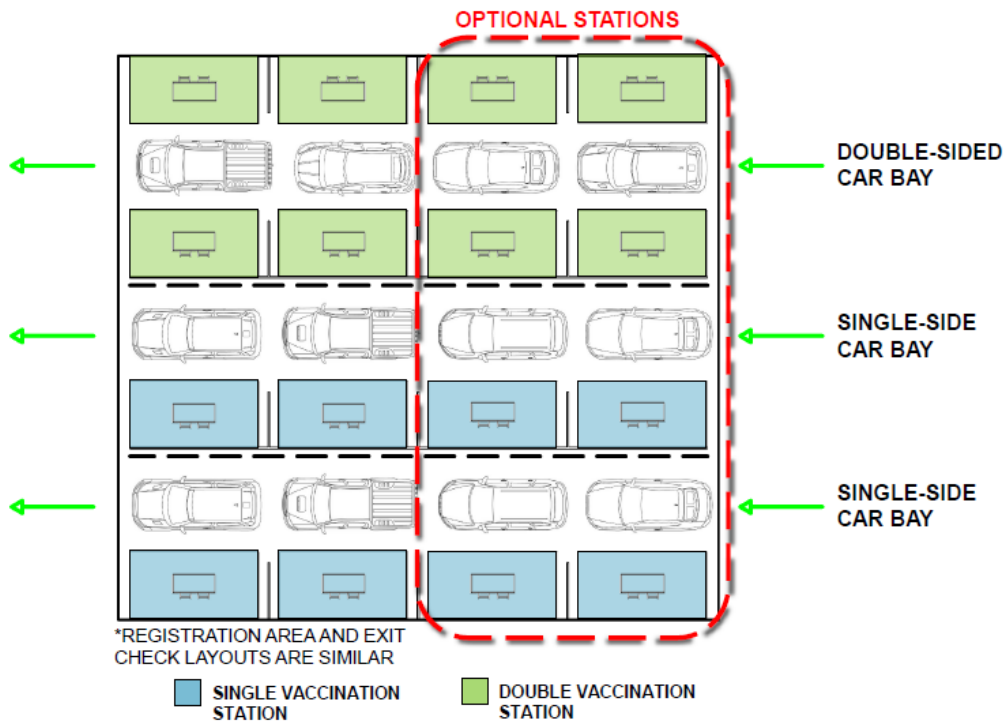 OPTIONAL STATIONS
DOUBLE-SIDED
CAR BAY
SINGLE-SIDE
CAR BAY
SINGLE-SIDE
CAR BAY
*REGISTRATION AREA AND EXIT
CHECK LAYOUTS ARE SIMILAR
SINGLE VACCINATION
STATION
DOUBLE VACCINATION
STATION